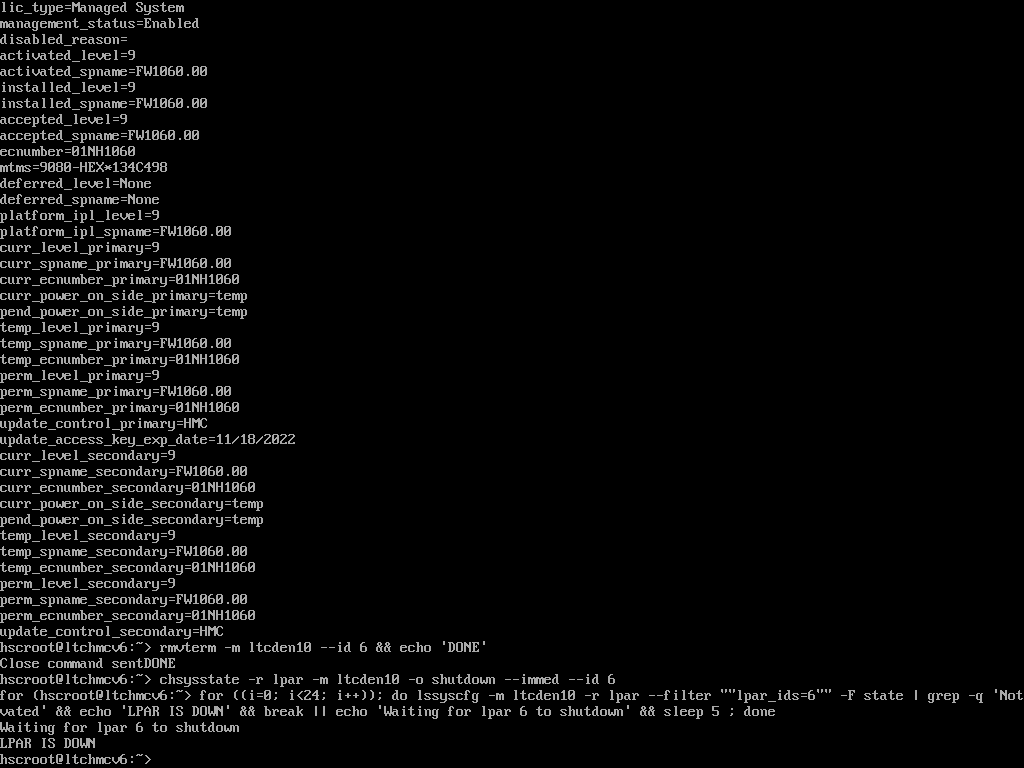 lic_type=Managed System
management_status=Enabled
disabled_reason=
activated_level=9
activated_spname=FW1060.00
installed_level=9
installed_spname=FW1060.00
accepted_level=9
accepted_spname=FW1060.00
ecnumber=01NH1060
mtms=9080-HEX*134C498
deferred_level=None
deferred_spname=None
platform_ipl_level=9
platform_ipl_spname=FW1060.00
curr_level_primary=9
curr_spname_primary=FW1060.00
curr_ecnumber_primary=01NH1060
curr_power_on_side_primary=temp
pend_power_on_side_primary=temp
temp_level_primary=9
temp_spname_primary=FW1060.00
temp_ecnumber_primary=01NH1060
perm_level_primary=9
perm_spname_primary=FW1060.00
perm_ecnumber_primary=01NH1060
update_control_primary=HMC
update_access_key_exp_date=11/18/2022
curr_level_secondary=9
curr_spname_secondary=FW1060.00
curr_ecnumber_secondary=01NH1060
curr_power_on_side_secondary=temp
pend_power_on_side_secondary=temp
temp_level_secondary=9
temp_spname_secondary=FW1060.00
temp_ecnumber_secondary=01NH1060
perm_level_secondary=9
perm_spname_secondary=FW1060.00
perm_ecnumber_secondary=01NH1060
update_control_secondary=HMC
hscroot@ltchmcv6:~> rmvterm -m ltcden10 --id 6 && echo 'DONE'
Close command sentDONE
hscroot@ltchmcv6:~> chsysstate -r lpar -m ltcden10 -o shutdown --immed --id 6
for (hscroot@ltchmcv6:~> for ((i=0; i<24; i++)); do lssyscfg -m ltcden10 -r lpar --filter ""lpar_ids=6"" -F state | grep -q 'Not
vated' && echo 'LPAR IS DOWN' && break || echo 'Waiting for lpar 6 to shutdown' && sleep 5 ; done
Waiting for lpar 6 to shutdown
LPAR IS DOWN
hscroot@ltchmcv6:~>